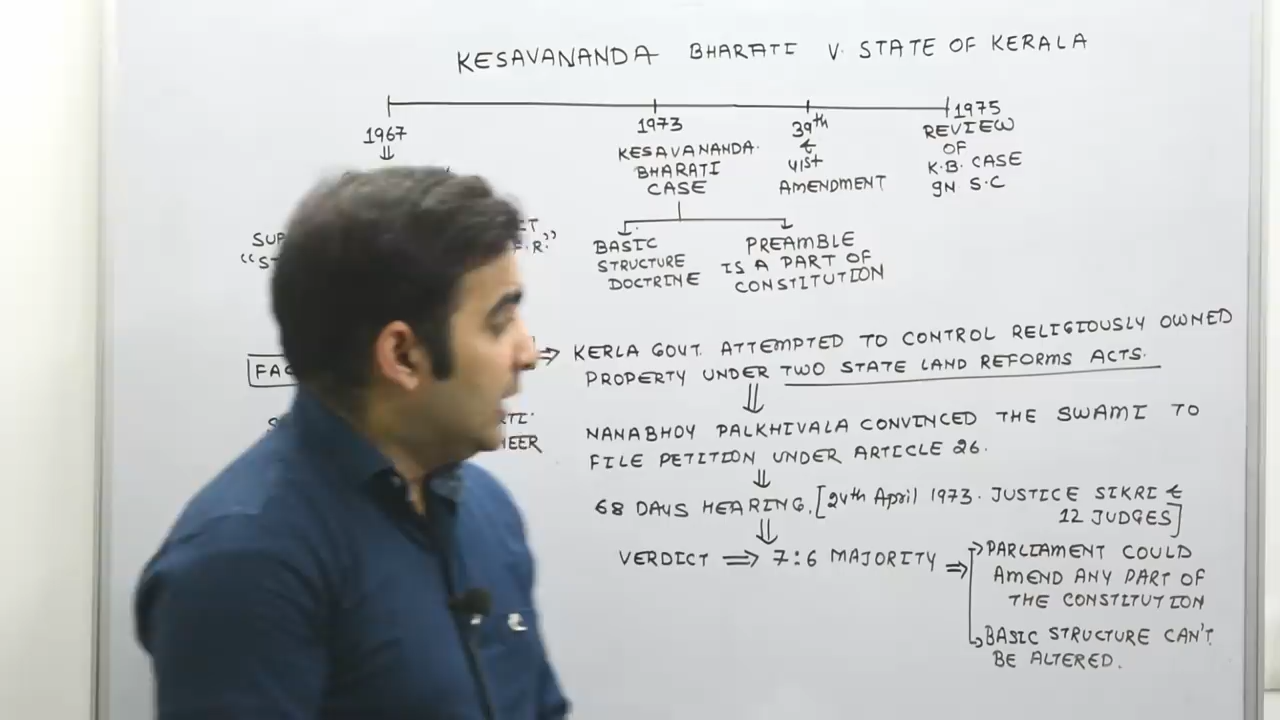 KESAVANANDA BHARATI V. STATE OF KERALA
1967
1973
KESAVANANDA
BHARATI
CASE
39th
&
41st
AMENDMENT
1975
REVIEW
OF
K.B. CASE
IN S.C
BASIC
STRUCTURE
DOCTRINE
PREAMBLE
IS A PART OF
CONSTITUTION
SUP
"ST
F.R."
FAC
KERLA GOVT. ATTEMPTED TO CONTROL RELIGIOUSLY OWNED
PROPERTY UNDER TWO STATE LAND REFORMS ACTS.
NANABHOY PALKHIVALA CONVINCED THE SWAMI TO
FILE PETITION UNDER ARTICLE 26.
68 DAYS HEARING. [24th April 1973. JUSTICE SIKRI &
12 JUDGES]
VERDICT ⇒ 7:6 MAJORITY ⇒
PARLIAMENT COULD
AMEND ANY PART OF
THE CONSTITUTION
BASIC STRUCTURE CAN'T
BE ALTERED.